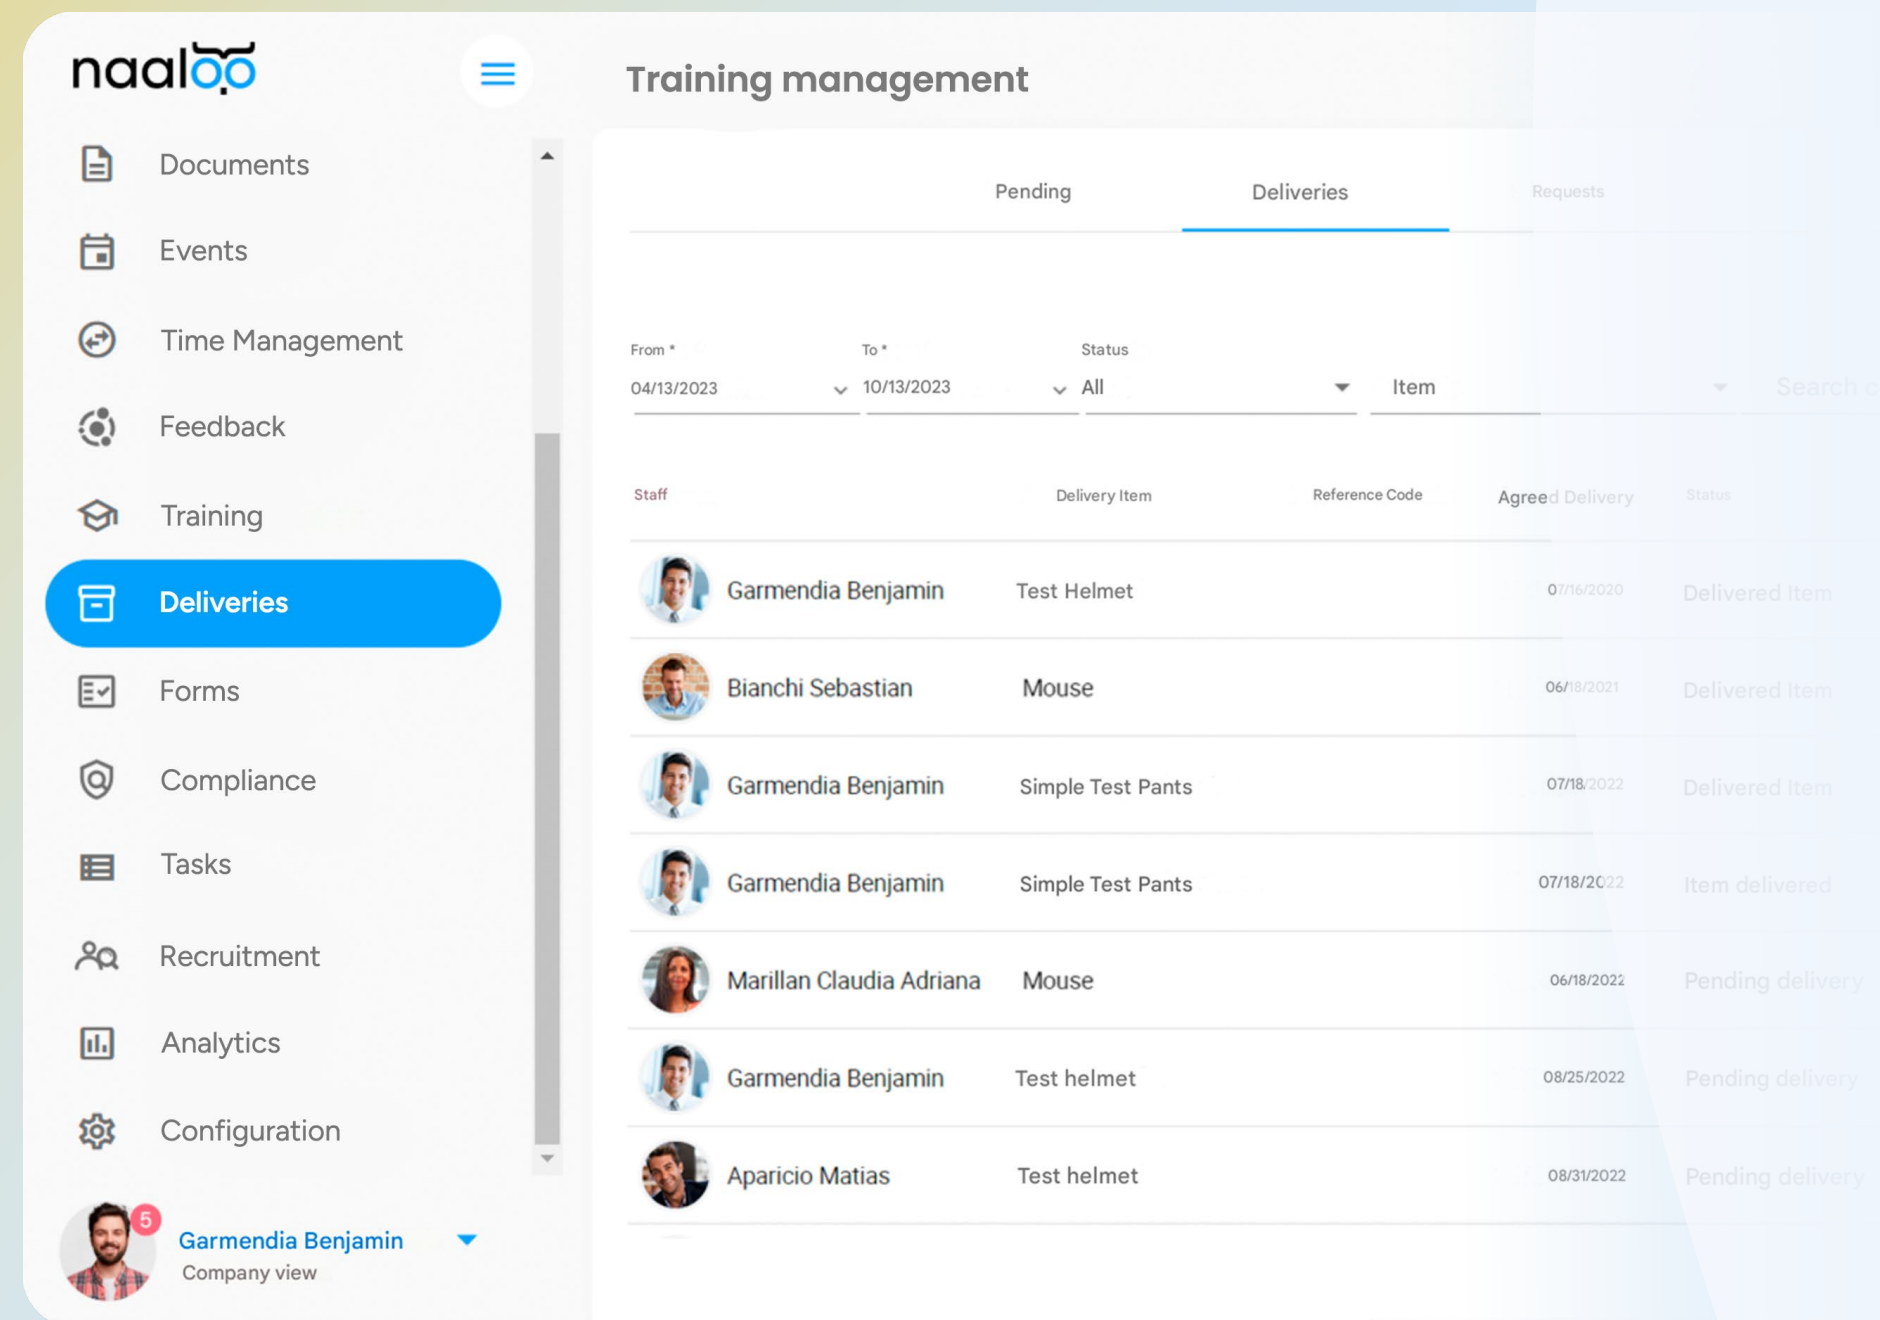 naaloo
Training management
Documents
Events
Time Management
Feedback
Training
Deliveries
Forms
Compliance
Tasks
Recruitment
Analytics
Configuration
5
Garmendia Benjamin
Company view
Pending Deliveries Requests
From * To * Status
04/13/2023 10/13/2023 All Item Search c
Staff Delivery Item Reference Code Agreed Delivery Status
Garmendia Benjamin Test Helmet 07/16/2020 Delivered Item
Bianchi Sebastian Mouse 06/18/2021 Delivered Item
Garmendia Benjamin Simple Test Pants 07/18/2022 Delivered Item
Garmendia Benjamin Simple Test Pants 07/18/2022 Item delivered
Marillan Claudia Adriana Mouse 06/18/2022 Pending delivery
Garmendia Benjamin Test helmet 08/25/2022 Pending delivery
Aparicio Matias Test helmet 08/31/2022 Pending delivery